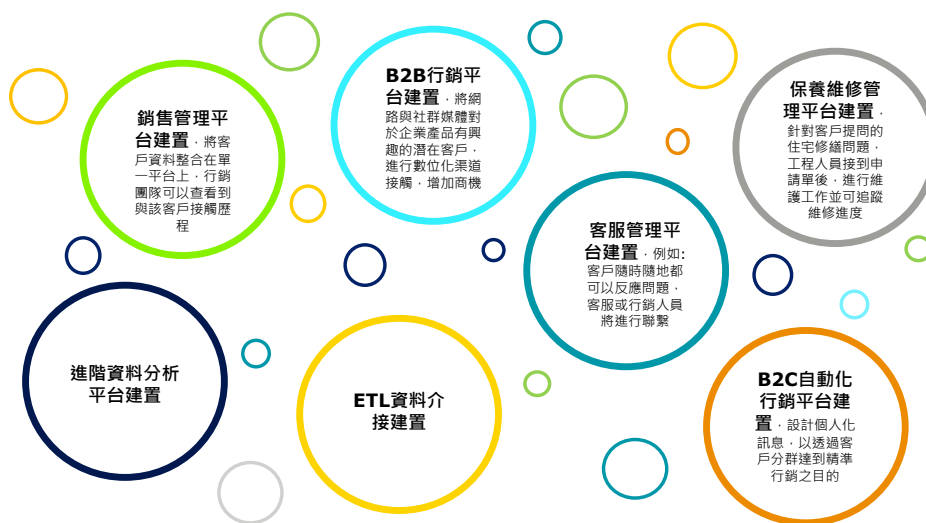 銷售管理平
台建置，將客
戶資料整合在單
一平台上，行銷
團隊可以查看到
與該客戶接觸歷
程
B2B行銷平
台建置，將網
路與社群媒體對
於企業產品有興
趣的潛在客戶，
進行數位化渠道
接觸，增加商機
保養維修管
理平台建置，
針對客戶提問的
住宅修繕問題，
工程人員接到申
請單後，進行維
護工作並可追蹤
維修進度
客服管理平
台建置，例如:
客戶隨時隨地都
可以反應問題，
客服或行銷人員
將進行聯繫
進階資料分析
平台建置
ETL資料介
接建置
B2C自動化
行銷平台建
置，設計個人化
訊息，以透過客
戶分群達到精準
行銷之目的